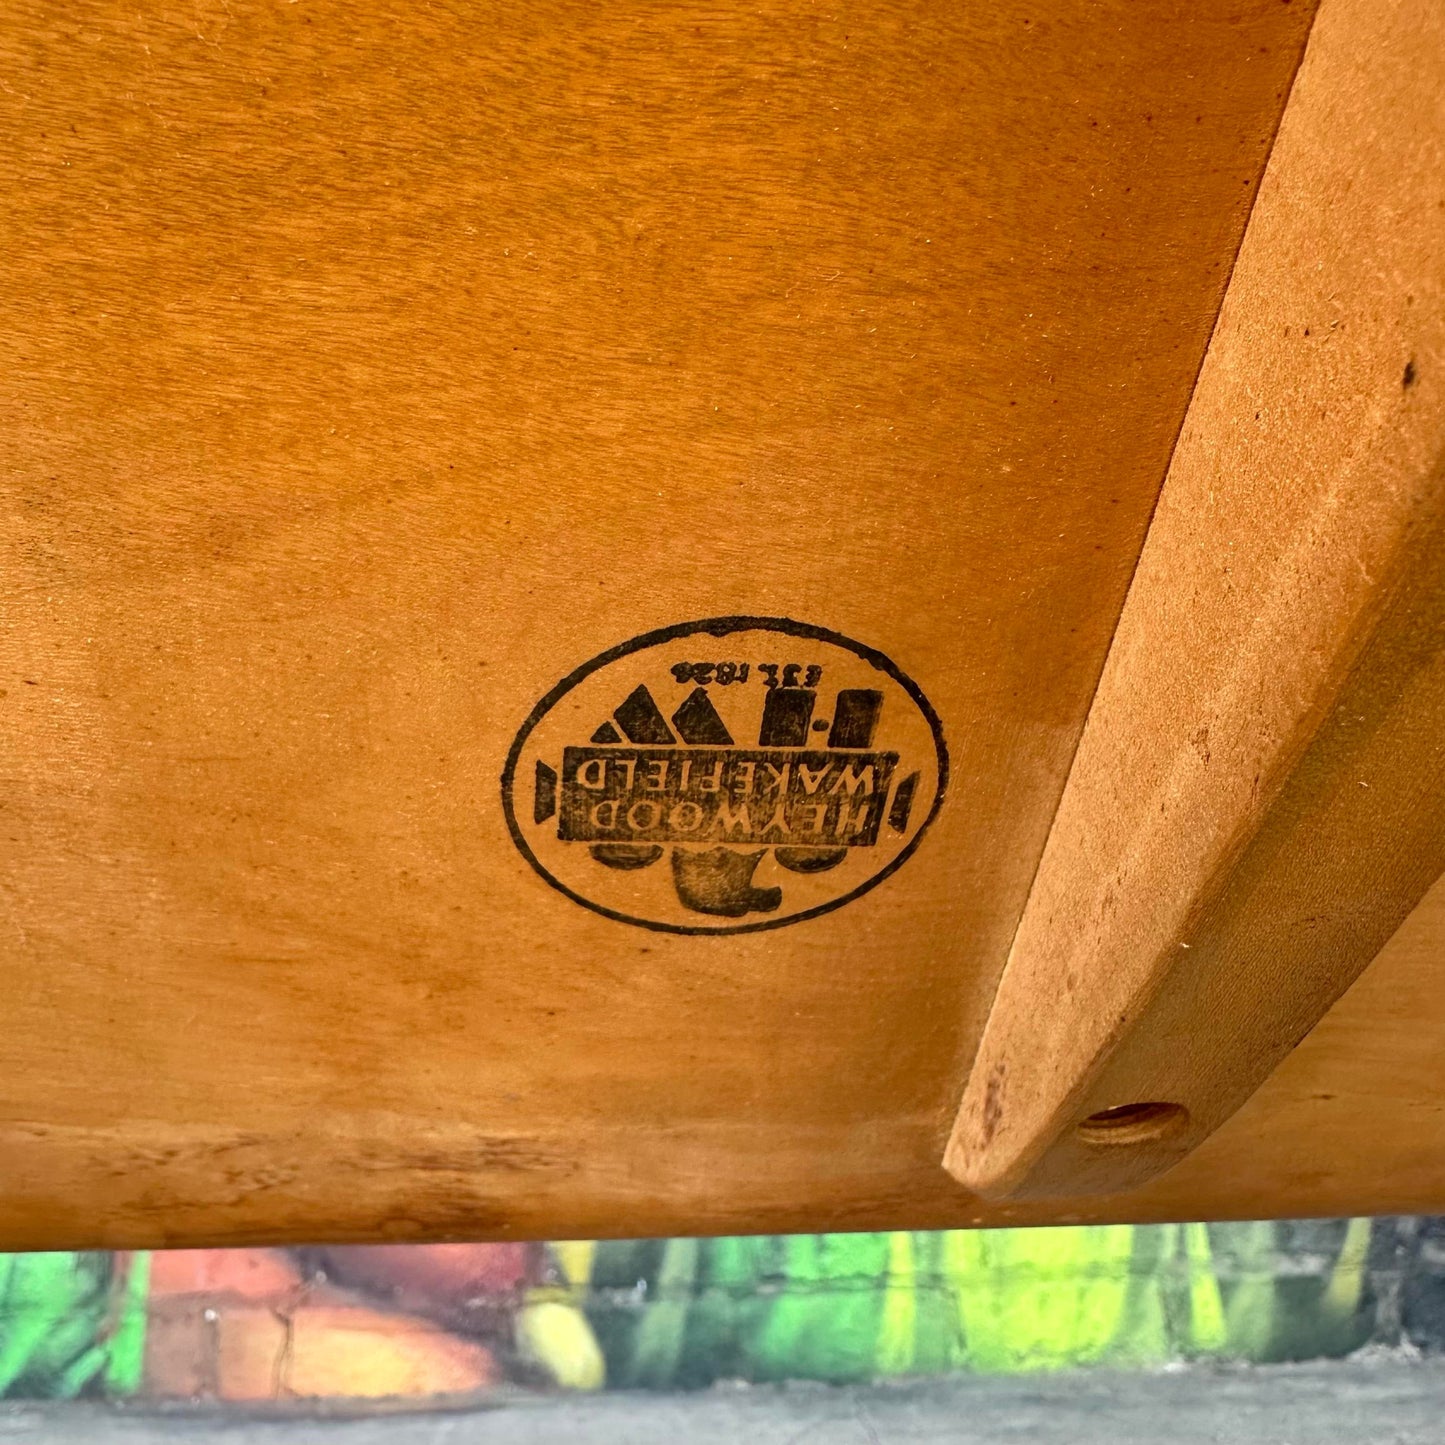 HEYWOOD
WAKEFIELD
H·W
EST. 1826